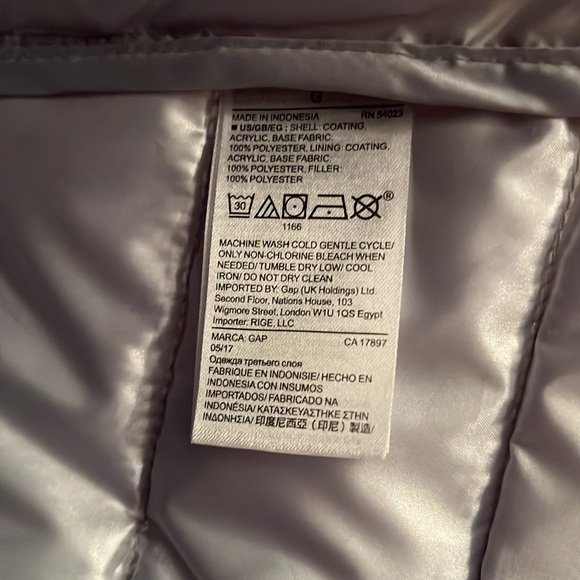 G
MADE IN INDONESIA RN 54023
■ US/GB/EG ; SHELL: COATING,
ACRYLIC, BASE FABRIC,
100% POLYESTER, LINING: COATING,
ACRYLIC, BASE FABRIC,
100% POLYESTER, FILLER:
100% POLYESTER
30 ®
1166
MACHINE WASH COLD GENTLE CYCLE/
ONLY NON-CHLORINE BLEACH WHEN
NEEDED/ TUMBLE DRY LOW/ COOL
IRON/ DO NOT DRY CLEAN
IMPORTED BY: Gap (UK Holdings) Ltd.
Second Floor, Nations House, 103
Wigmore Street, London W1U 1QS Egypt
Importer: RIGE, LLC
MARCA: GAP CA 17897
05/17
Одежда третьего слоя
FABRIQUE EN INDONISIE/ HECHO EN
INDONESIA CON INSUMOS
IMPORTADOS/ FABRICADO NA
INDONÉSIA/ ΚΑΤΑΣΚΕΥΑΣΤΗΚΕ ΣΤΗΝ
ΙΝΔΟΝΗΣΙΑ/ 印度尼西亞 (印尼) 製造/